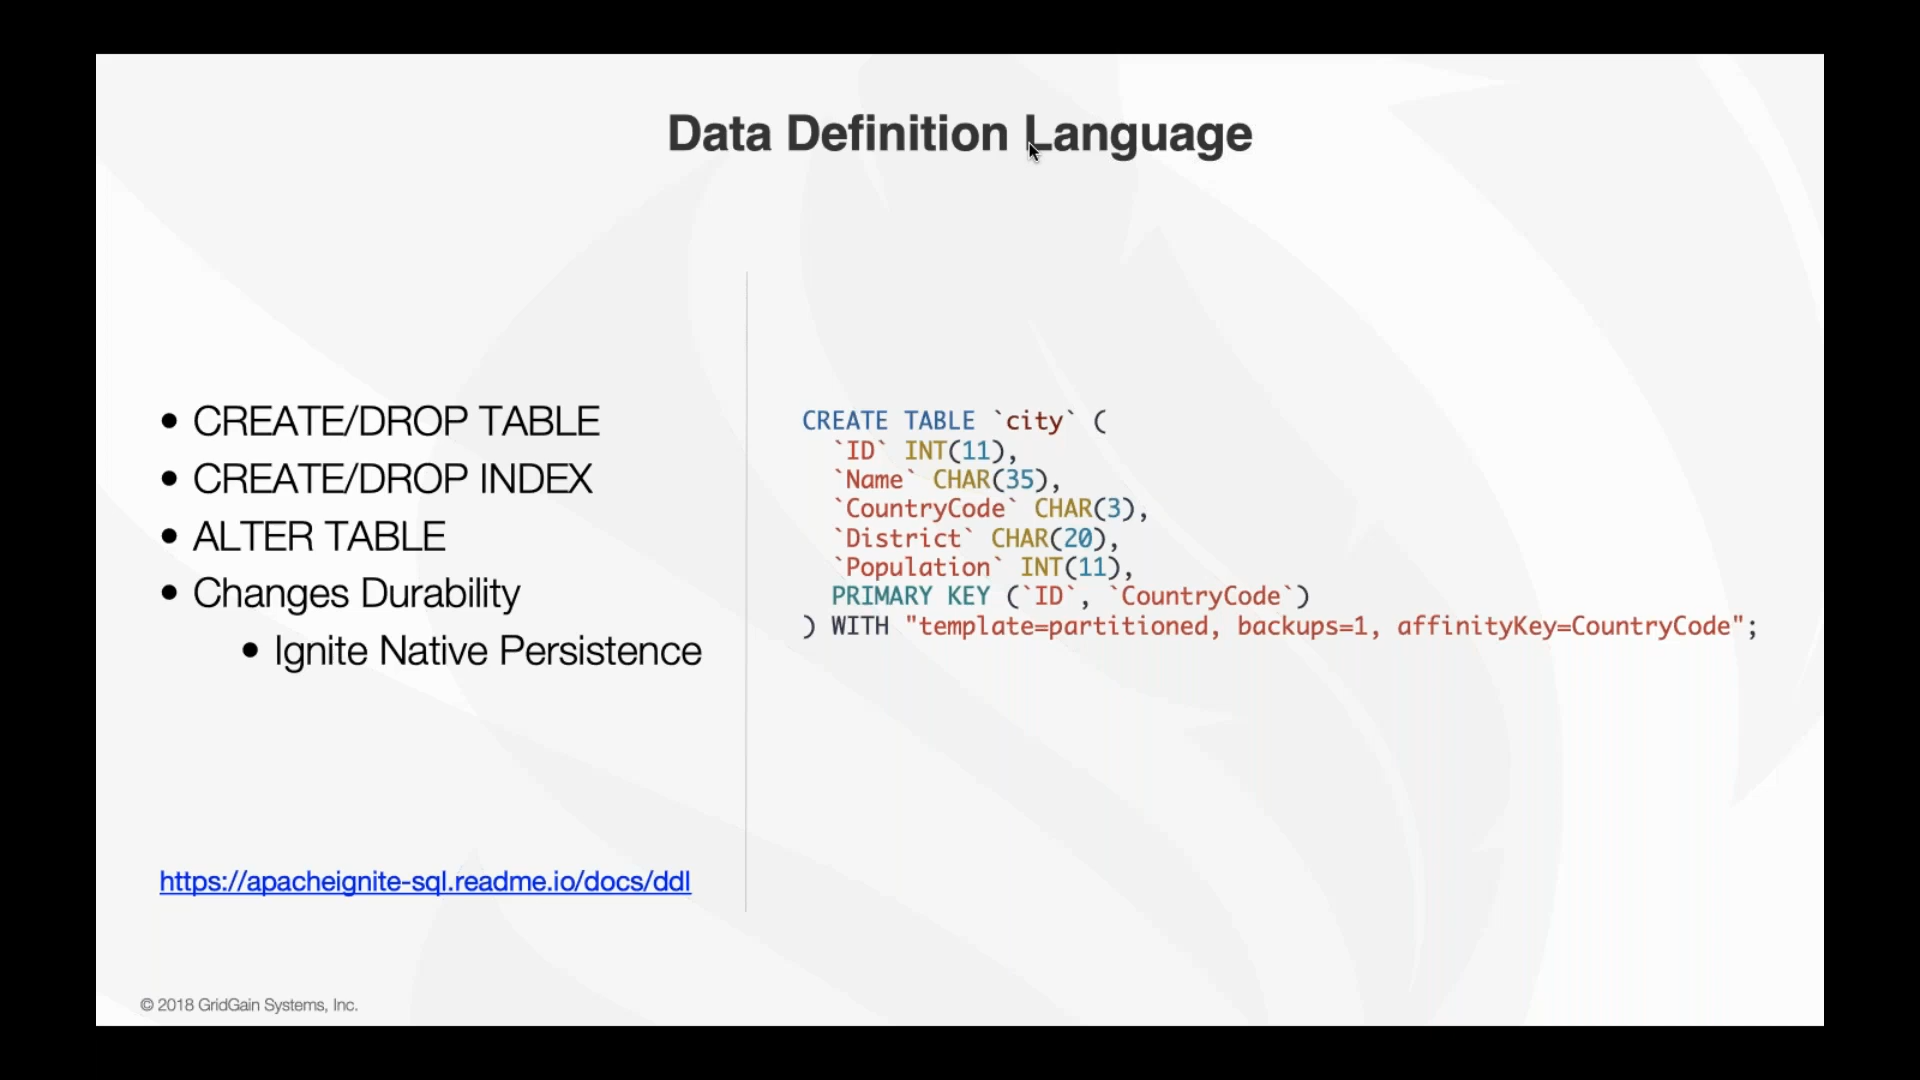 Data Definition Language
• CREATE/DROP TABLE
• CREATE/DROP INDEX
• ALTER TABLE
• Changes Durability
• Ignite Native Persistence
https://apacheignite-sql.readme.io/docs/ddl
CREATE TABLE `city` (
`ID` INT(11),
`Name` CHAR(35),
`CountryCode` CHAR(3),
`District` CHAR(20),
`Population` INT(11),
PRIMARY KEY (`ID`, `CountryCode`)
) WITH "template=partitioned, backups=1, affinityKey=CountryCode";
© 2018 GridGain Systems, Inc.